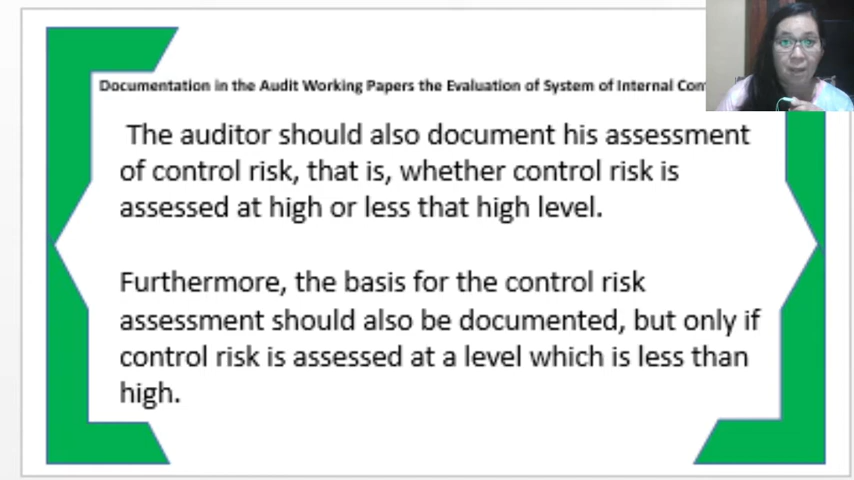 Documentation in the Audit Working Papers the Evaluation of System of Internal
The auditor should also document his assessment
of control risk, that is, whether control risk is
assessed at high or less that high level.
Furthermore, the basis for the control risk
assessment should also be documented, but only if
control risk is assessed at a level which is less than
high.